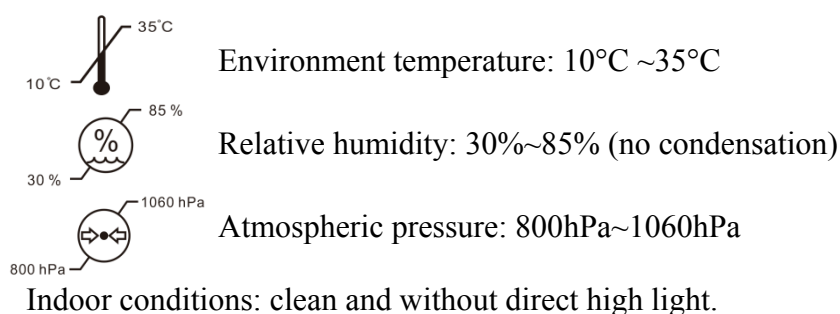 35°C
Environment temperature: 10°C ~35°C
10°C
85 %
%
Relative humidity: 30%~85% (no condensation)
30 %
1060 hPa
Atmospheric pressure: 800hPa~1060hPa
800 hPa
Indoor conditions: clean and without direct high light.